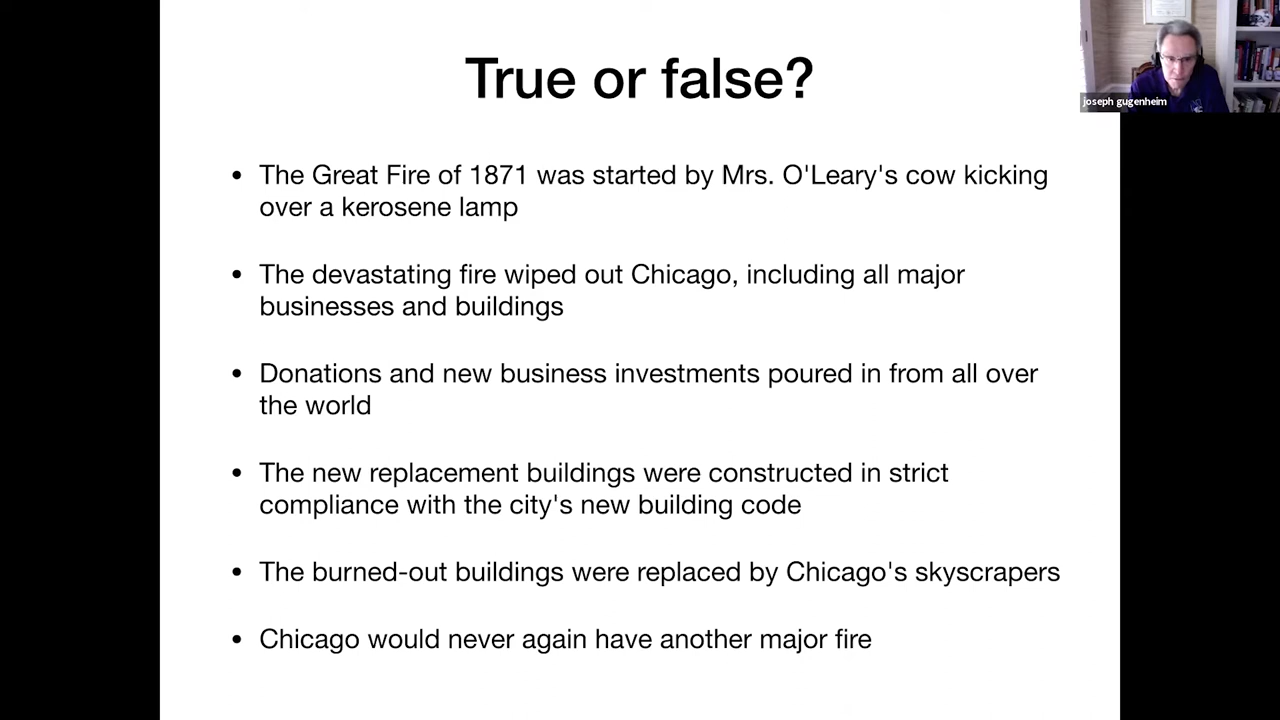 True or false?
joseph gugenheim
• The Great Fire of 1871 was started by Mrs. O'Leary's cow kicking
over a kerosene lamp
• The devastating fire wiped out Chicago, including all major
businesses and buildings
• Donations and new business investments poured in from all over
the world
• The new replacement buildings were constructed in strict
compliance with the city's new building code
• The burned-out buildings were replaced by Chicago's skyscrapers
• Chicago would never again have another major fire